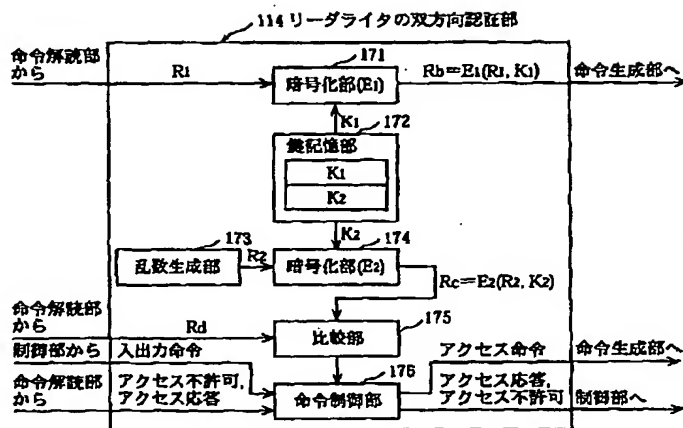 114 リーダライタの双方向認証部
命令解読部
から
R1
171
暗号化部(E1)
Rb=E1(R1, K1)
命令生成部へ
K1
172
鍵記憶部
K1
K2
K2
173
乱数生成部
R2
174
暗号化部(E2)
Rc=E2(R2, K2)
命令解読部
から
Rd
比較部
175
制御部から
入出力命令
アクセス命令
命令生成部へ
176
命令解読部
から
アクセス不許可,
アクセス応答
命令制御部
アクセス応答,
アクセス不許可
制御部へ